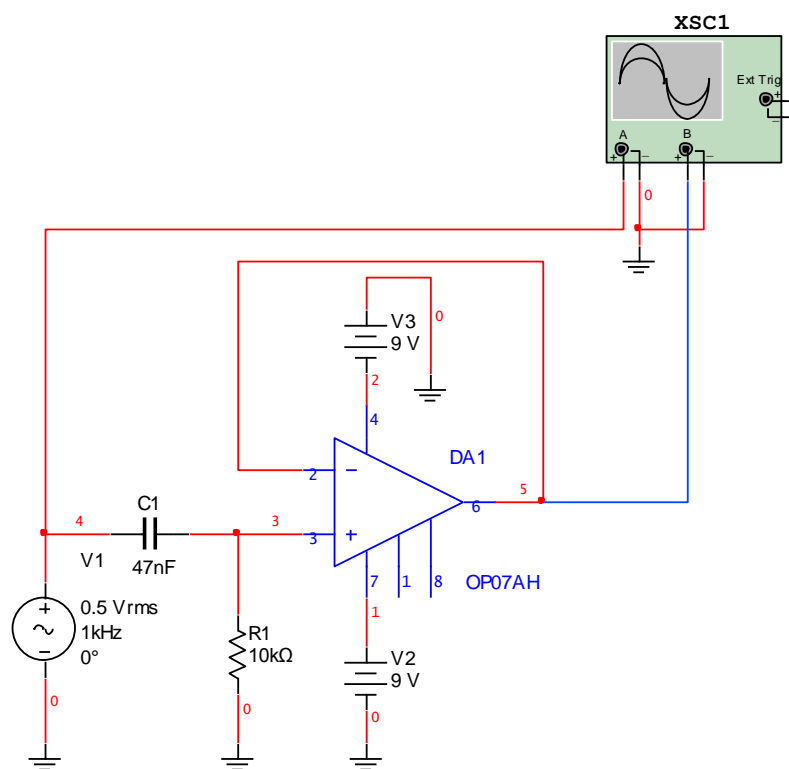 XSC1
Ext Trig
+
–
A
B
+
–
+
–
0
V3
9 V
0
2
4
DA1
2
–
5
6
C1
4
3
3
+
V1
47nF
7
1
8
OP07AH
1
+
0.5 Vrms
1kHz
0°
–
R1
10kΩ
V2
9 V
0
0
0